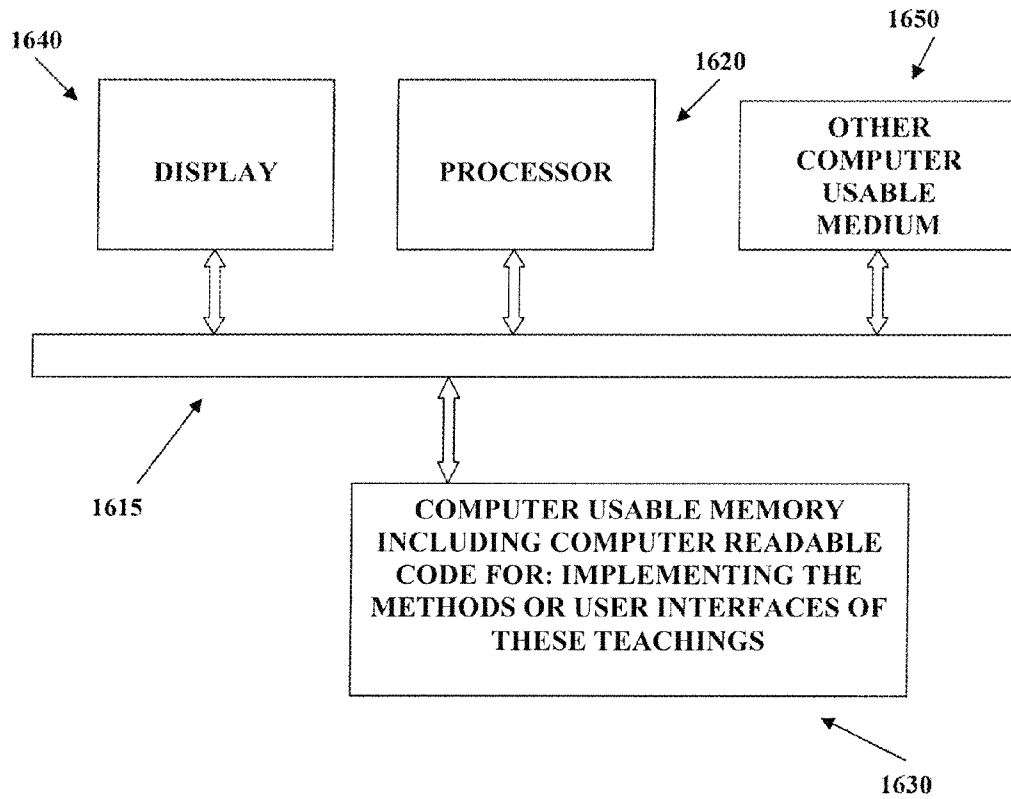 1640
1650
1620
DISPLAY
PROCESSOR
OTHER
COMPUTER
USABLE
MEDIUM
1615
COMPUTER USABLE MEMORY
INCLUDING COMPUTER READABLE
CODE FOR: IMPLEMENTING THE
METHODS OR USER INTERFACES OF
THESE TEACHINGS
1630